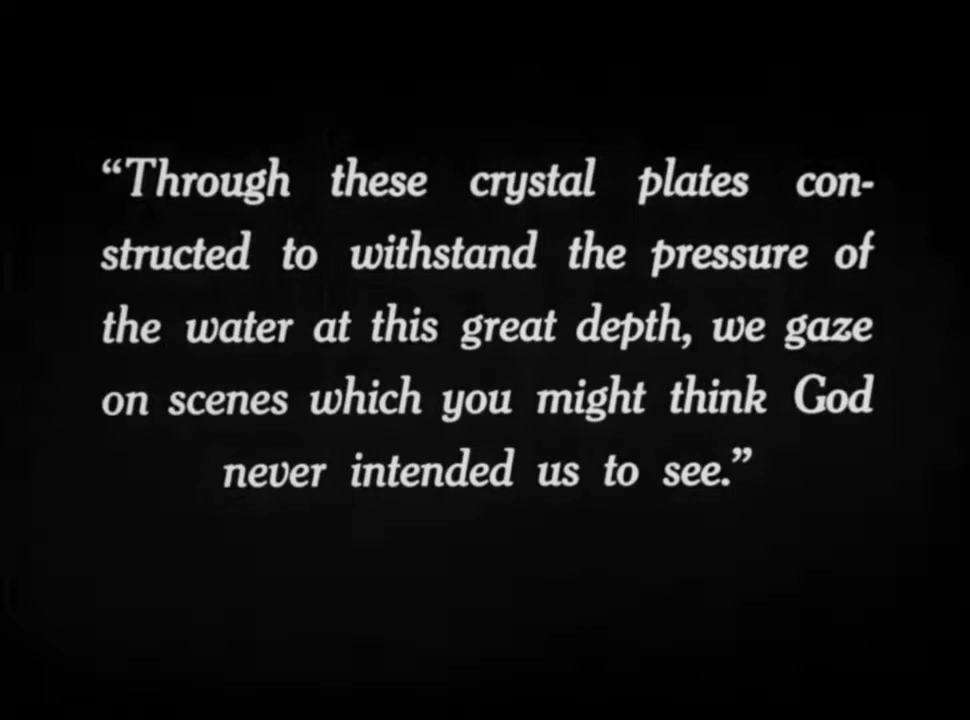 “Through these crystal plates con-
structed to withstand the pressure of
the water at this great depth, we gaze
on scenes which you might think God
never intended us to see.”